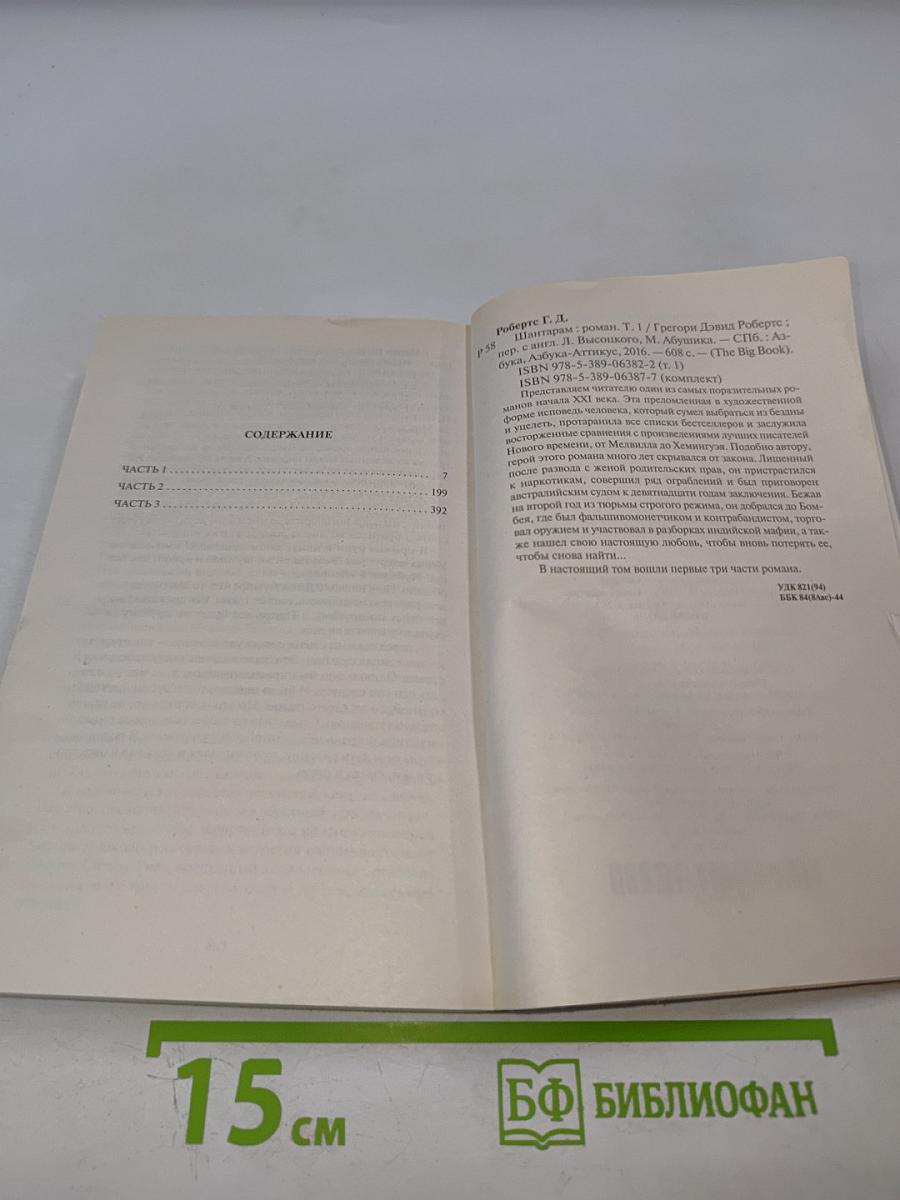 СОДЕРЖАНИЕ
ЧАСТЬ 1 . . . . . . . . . . . . . . . . . . . . . . . . . . . . . . . . . . . . . . . . . . 7
ЧАСТЬ 2 . . . . . . . . . . . . . . . . . . . . . . . . . . . . . . . . . . . . . . . . . . 199
ЧАСТЬ 3 . . . . . . . . . . . . . . . . . . . . . . . . . . . . . . . . . . . . . . . . . . 392
Робертс Г. Д.
Р 58
Шантарам : роман. Т. 1 / Грегори Дэвид Робертс ;
пер. с англ. Л. Высоцкого, М. Абушика. — СПб. : Аз-
бука, Азбука-Аттикус, 2016. — 608 с. — (The Big Book).
ISBN 978-5-389-06382-2 (т. 1)
ISBN 978-5-389-06387-7 (комплект)
Представляем читателю один из самых поразительных ро-
манов начала XXI века. Эта преломленная в художественной
форме исповедь человека, который сумел выбраться из бездны
и уцелеть, протаранила все списки бестселлеров и заслужила
восторженные сравнения с произведениями лучших писателей
Нового времени, от Мелвилла до Хемингуэя. Подобно автору,
герой этого романа много лет скрывался от закона. Лишенный
после развода с женой родительских прав, он пристрастился
к наркотикам, совершил ряд ограблений и был приговорен
австралийским судом к девятнадцати годам заключения. Бежав
на второй год из тюрьмы строгого режима, он добрался до Бом-
бея, где был фальшивомонетчиком и контрабандистом, торго-
вал оружием и участвовал в разборках индийской мафии, а так-
же нашел свою настоящую любовь, чтобы вновь потерять ее,
чтобы снова найти...
В настоящий том вошли первые три части романа.
УДК 821(94)
ББК 84(8Авс)-44
15 см
БФ БИБЛИОФАН